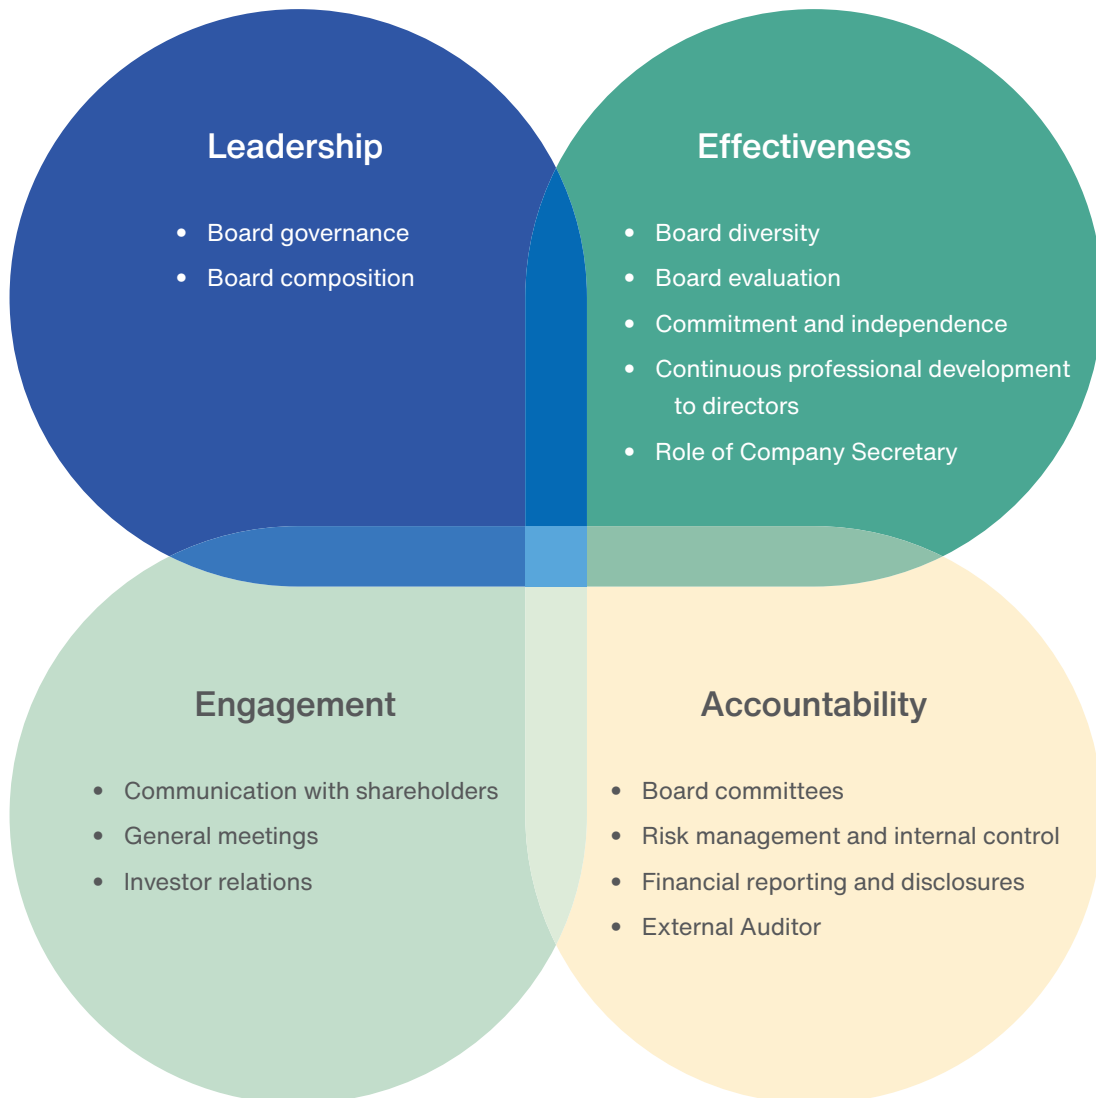 Leadership
• Board governance
• Board composition
Effectiveness
• Board diversity
• Board evaluation
• Commitment and independence
• Continuous professional development
to directors
• Role of Company Secretary
Engagement
• Communication with shareholders
• General meetings
• Investor relations
Accountability
• Board committees
• Risk management and internal control
• Financial reporting and disclosures
• External Auditor